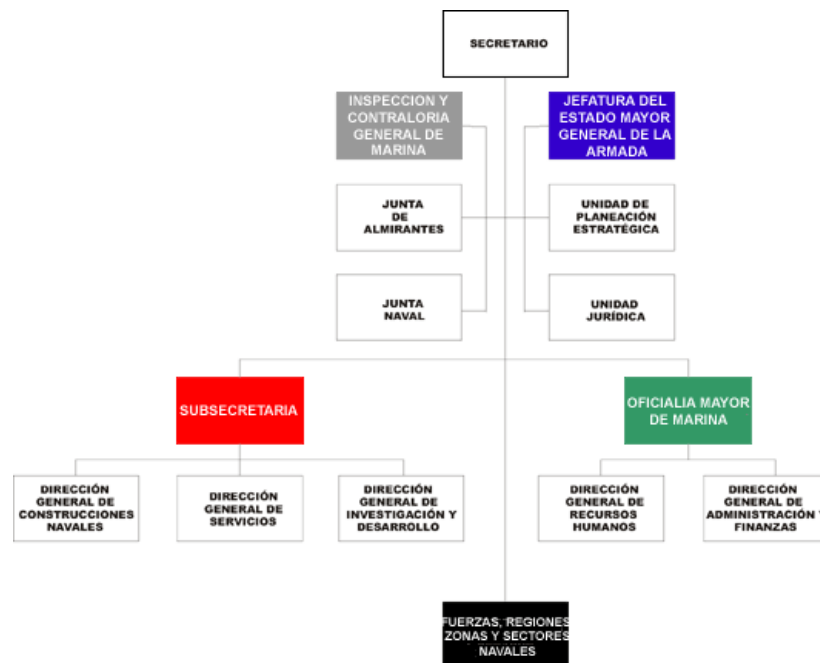 SECRETARIO
INSPECCION Y
CONTRALORIA
GENERAL DE
MARINA
JEFATURA DEL
ESTADO MAYOR
GENERAL DE LA
ARMADA
JUNTA
DE
ALMIRANTES
UNIDAD DE
PLANEACIÓN
ESTRATÉGICA
JUNTA
NAVAL
UNIDAD
JURÍDICA
SUBSECRETARIA
OFICIALIA MAYOR
DE MARINA
DIRECCIÓN
GENERAL DE
CONSTRUCCIONES
NAVALES
DIRECCIÓN
GENERAL DE
SERVICIOS
DIRECCIÓN
GENERAL DE
INVESTIGACIÓN Y
DESARROLLO
DIRECCIÓN
GENERAL DE
RECURSOS
HUMANOS
DIRECCIÓN
GENERAL DE
ADMINISTRACIÓN Y
FINANZAS
FUERZAS, REGIONES
ZONAS Y SECTORES
NAVALES